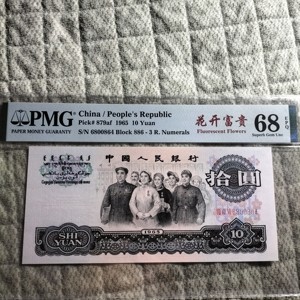 PMG
PAPER MONEY GUARANTY
China / People's Republic
Pick# 879af 1965 10 Yuan
S/N 6800864 Block 886 - 3 R. Numerals
花开富贵
Fluorescent Flowers
68
EPQ
Superb Gem Unc
中国人民银行
拾圆
1965
SHI
YUAN
10